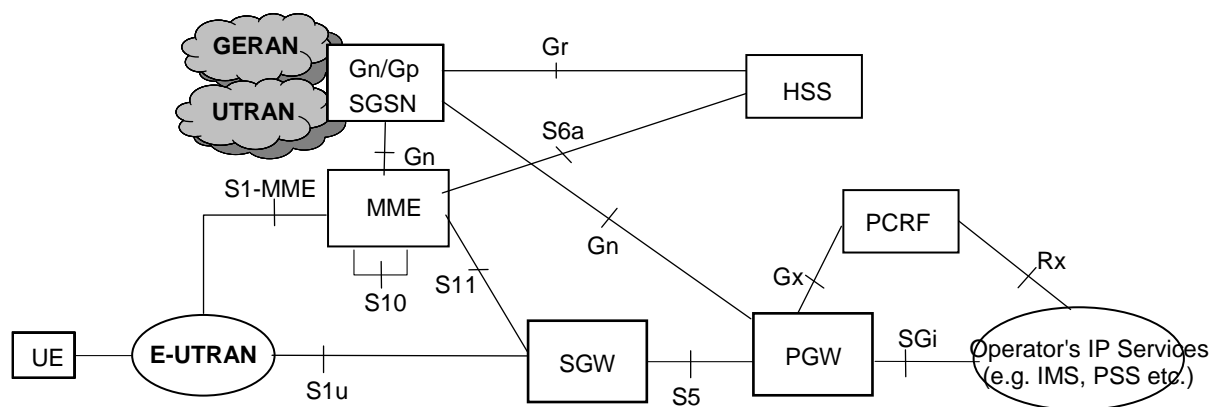 GERAN
UTRAN
Gn/Gp
SGSN
Gr
HSS
S6a
Gn
S1-MME
MME
Gn
PCRF
Gx
Rx
S10
S11
UE
E-UTRAN
S1u
SGW
S5
PGW
SGi
Operator's IP Services
(e.g. IMS, PSS etc.)